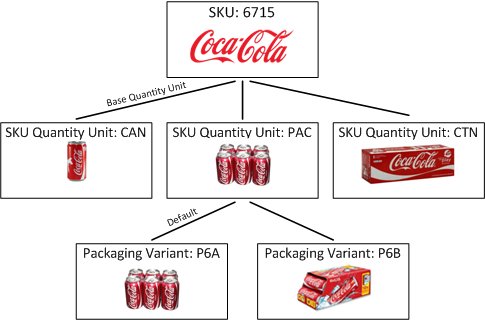 SKU: 6715
Coca-Cola
Base Quantity Unit
SKU Quantity Unit: CAN
SKU Quantity Unit: PAC
SKU Quantity Unit: CTN
Coca-Cola
Default
Packaging Variant: P6A
Packaging Variant: P6B